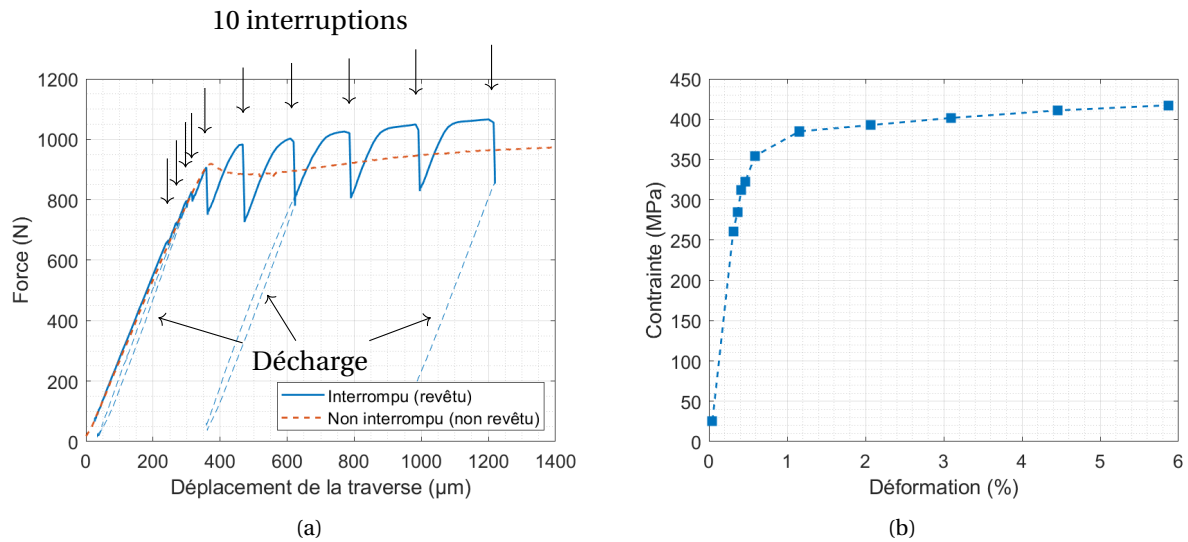 10 interruptions
1200
1000
800
600
400
200
0
Force (N)
Décharge
Interrompu (revêtu)
Non interrompu (non revêtu)
0 200 400 600 800 1000 1200 1400
Déplacement de la traverse (µm)
(a)
450
400
350
300
250
200
150
100
50
0
Contrainte (MPa)
0 1 2 3 4 5 6
Déformation (%)
(b)